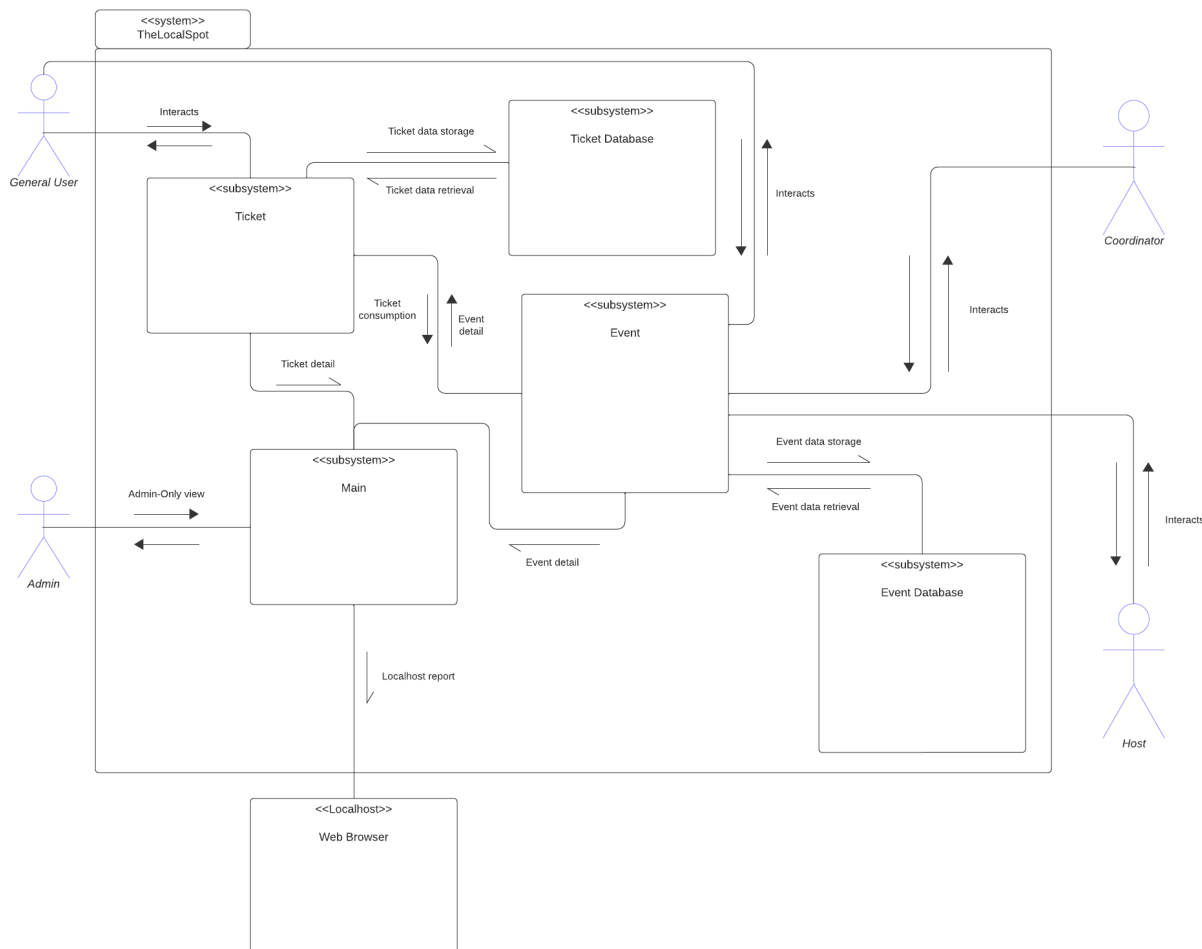 <<system>>
TheLocalSpot
General User
Interacts
<<subsystem>>
Ticket
Ticket data storage
Ticket data retrieval
<<subsystem>>
Ticket Database
Interacts
Coordinator
Interacts
Ticket
consumption
Event
detail
<<subsystem>>
Event
Ticket detail
<<subsystem>>
Main
Admin-Only view
Admin
Event detail
Event data storage
Event data retrieval
<<subsystem>>
Event Database
Interacts
Host
Localhost report
<<Localhost>>
Web Browser